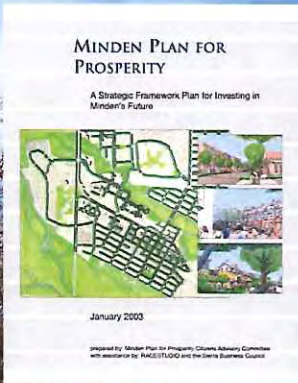 MINDEN PLAN FOR
PROSPERITY
A Strategic Framework Plan for Investing in
Minden's Future
January 2003
prepared by: Minden Plan for Prosperity Citizens Advisory Committee
with assistance by: RACESTUDIO and the Sierra Business Council